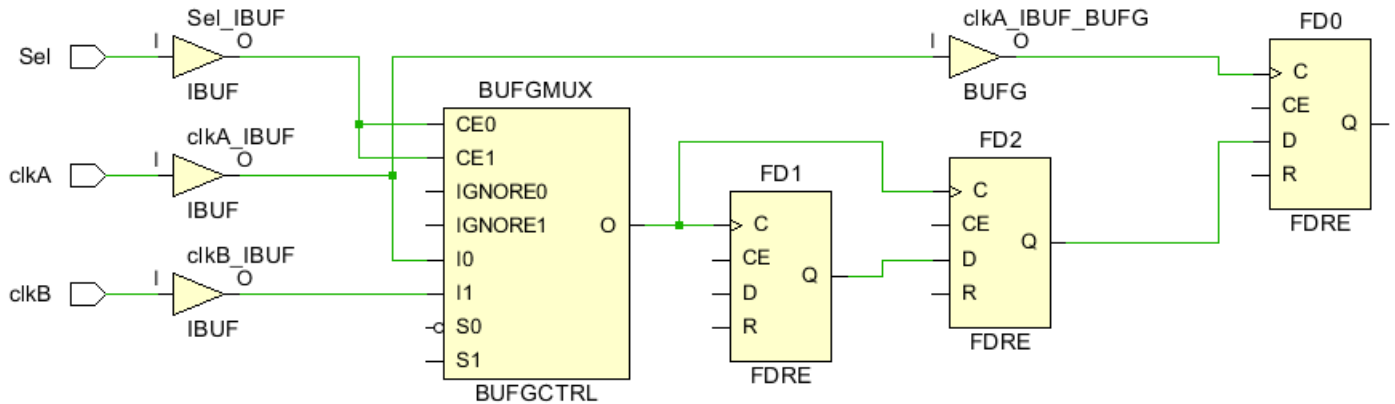 Sel
I
Sel_IBUF
O
IBUF
clkA
I
clkA_IBUF
O
IBUF
clkB
I
clkB_IBUF
O
IBUF
BUFGMUX
CE0
CE1
IGNORE0
IGNORE1
I0
I1
S0
S1
O
BUFGCTRL
FD1
C
CE
D
R
Q
FDRE
clkA_IBUF_BUFG
I
O
BUFG
FD2
C
CE
D
R
Q
FDRE
FD0
C
CE
D
R
Q
FDRE